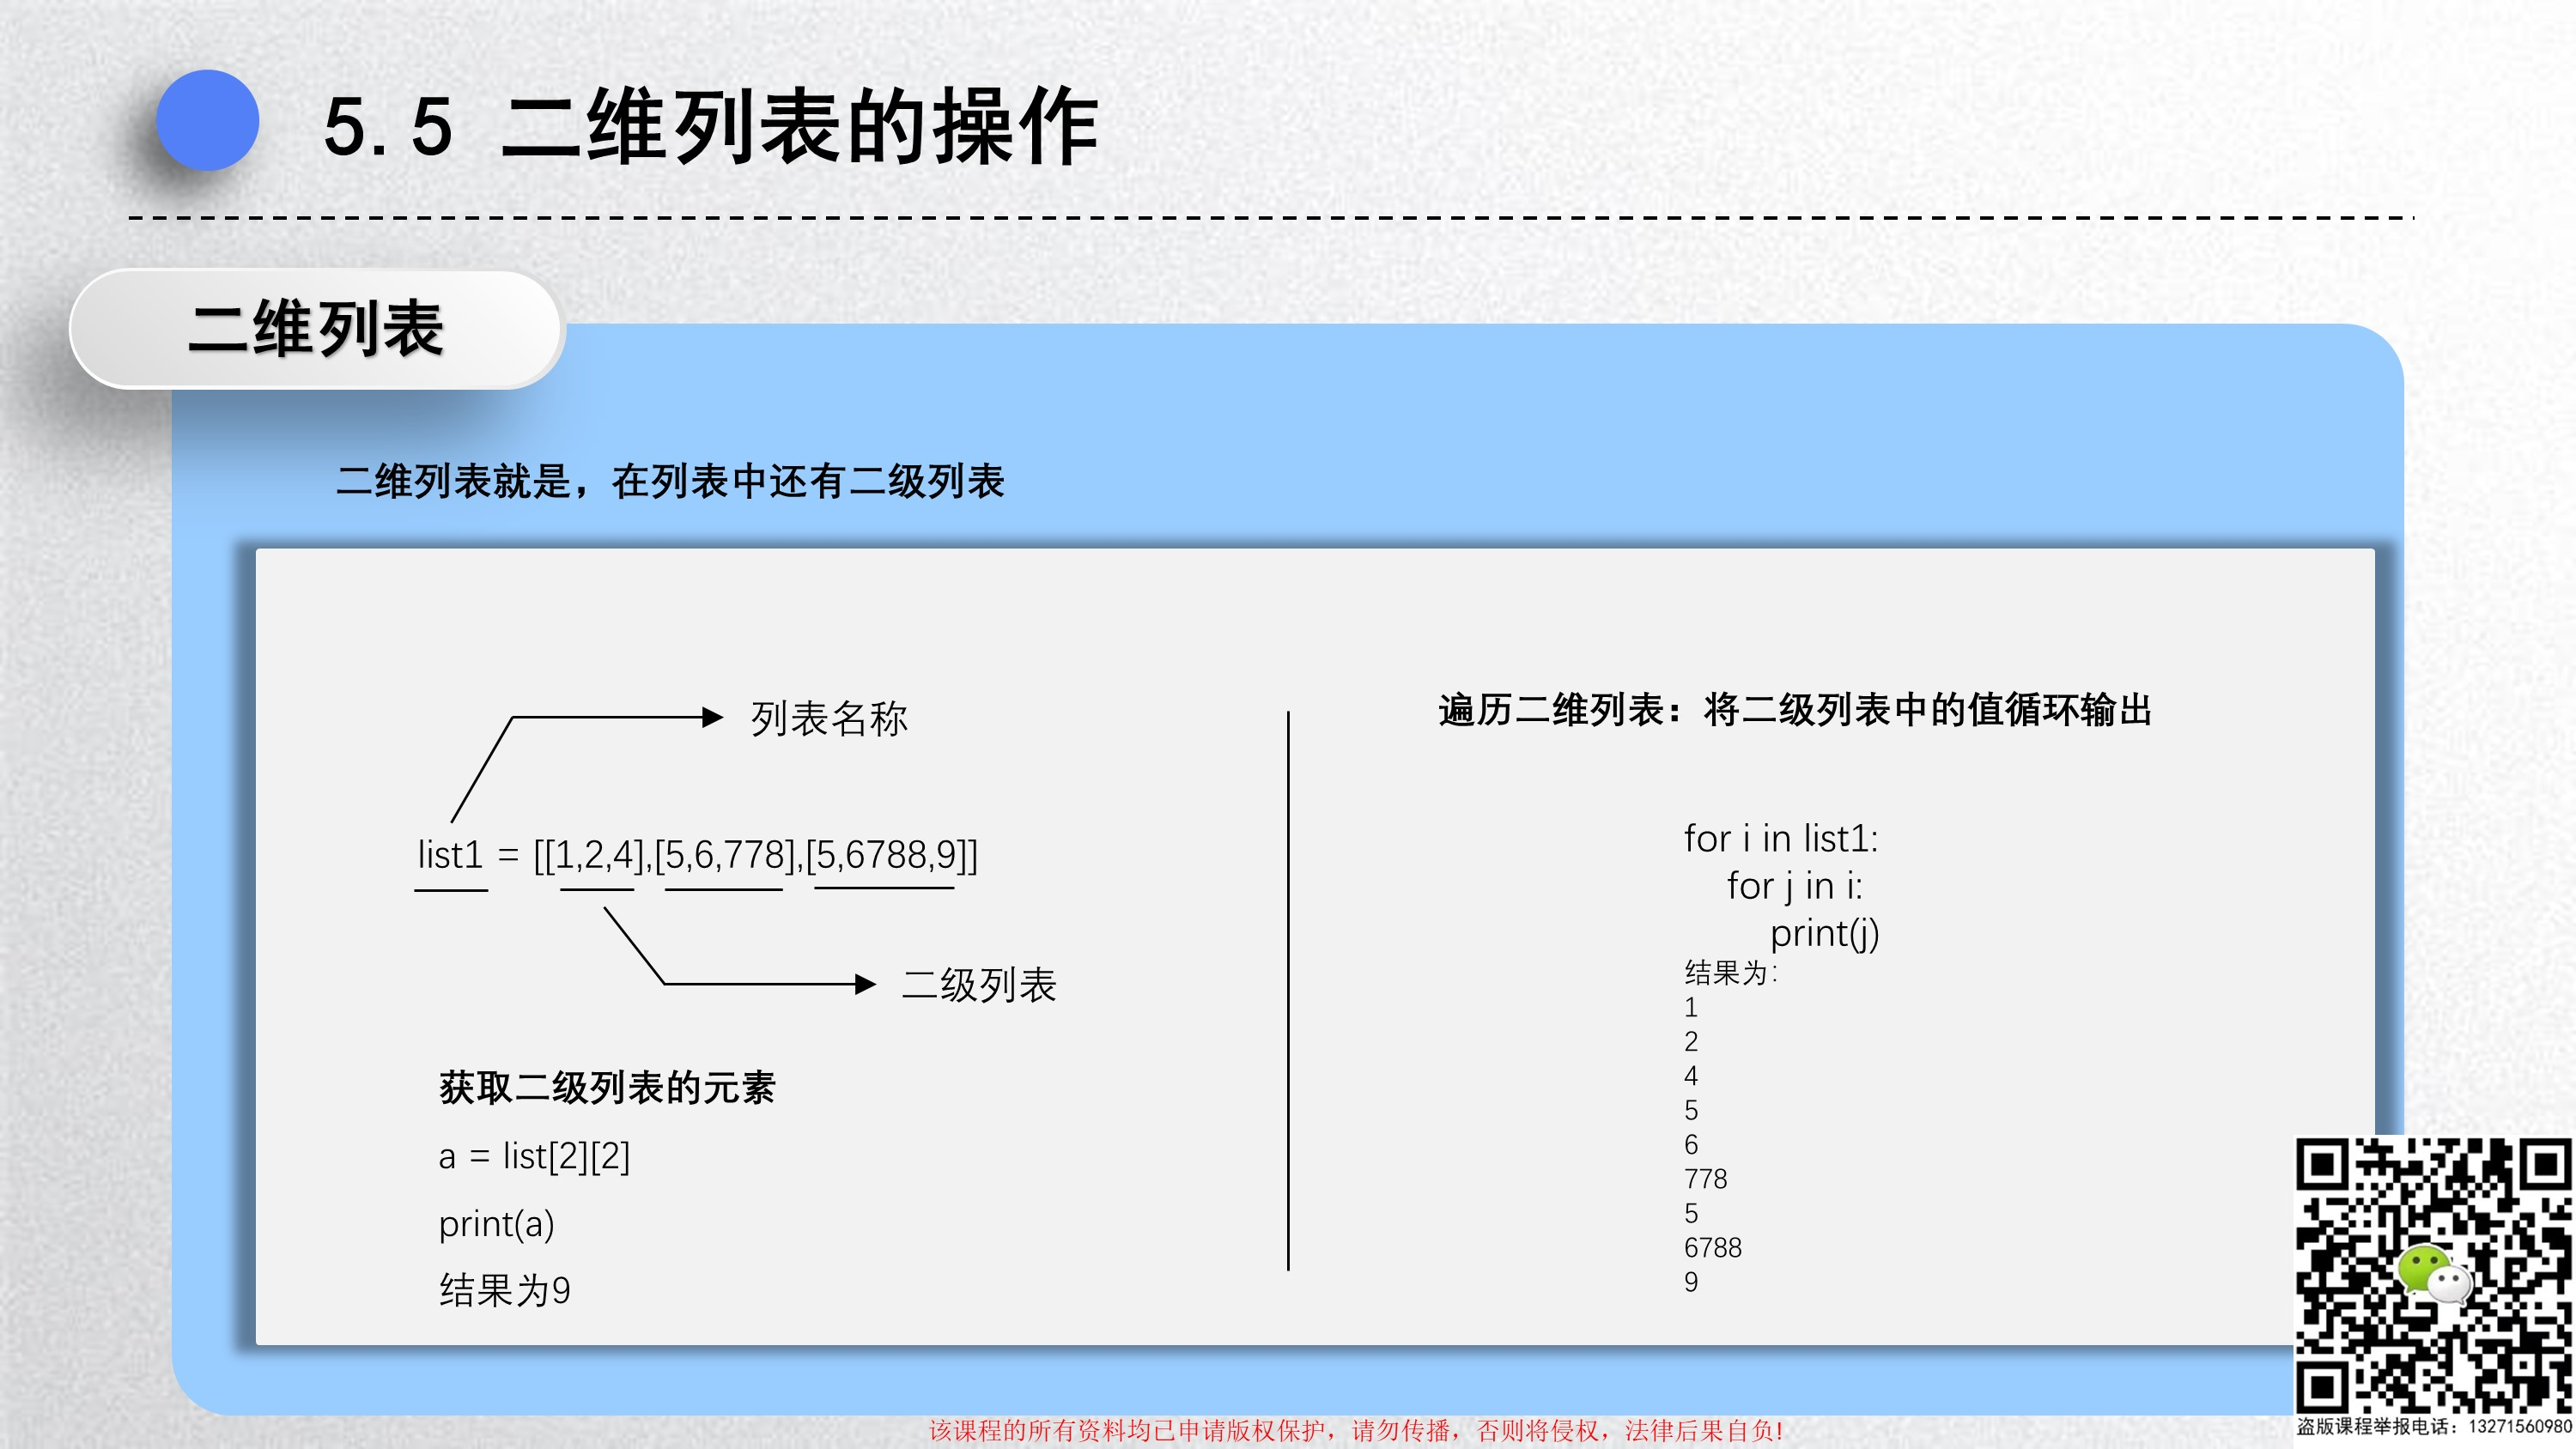 5.5 二维列表的操作
二维列表
二维列表就是，在列表中还有二级列表
列表名称
list1 = [[1,2,4],[5,6,778],[5,6788,9]]
二级列表
获取二级列表的元素
a = list[2][2]
print(a)
结果为9
遍历二维列表：将二级列表中的值循环输出
for i in list1:
    for j in i:
        print(j)
结果为：
1
2
4
5
6
778
5
6788
9
该课程的所有资料均已申请版权保护，请勿传播，否则将侵权，法律后果自负!
盗版课程举报电话：13271560980